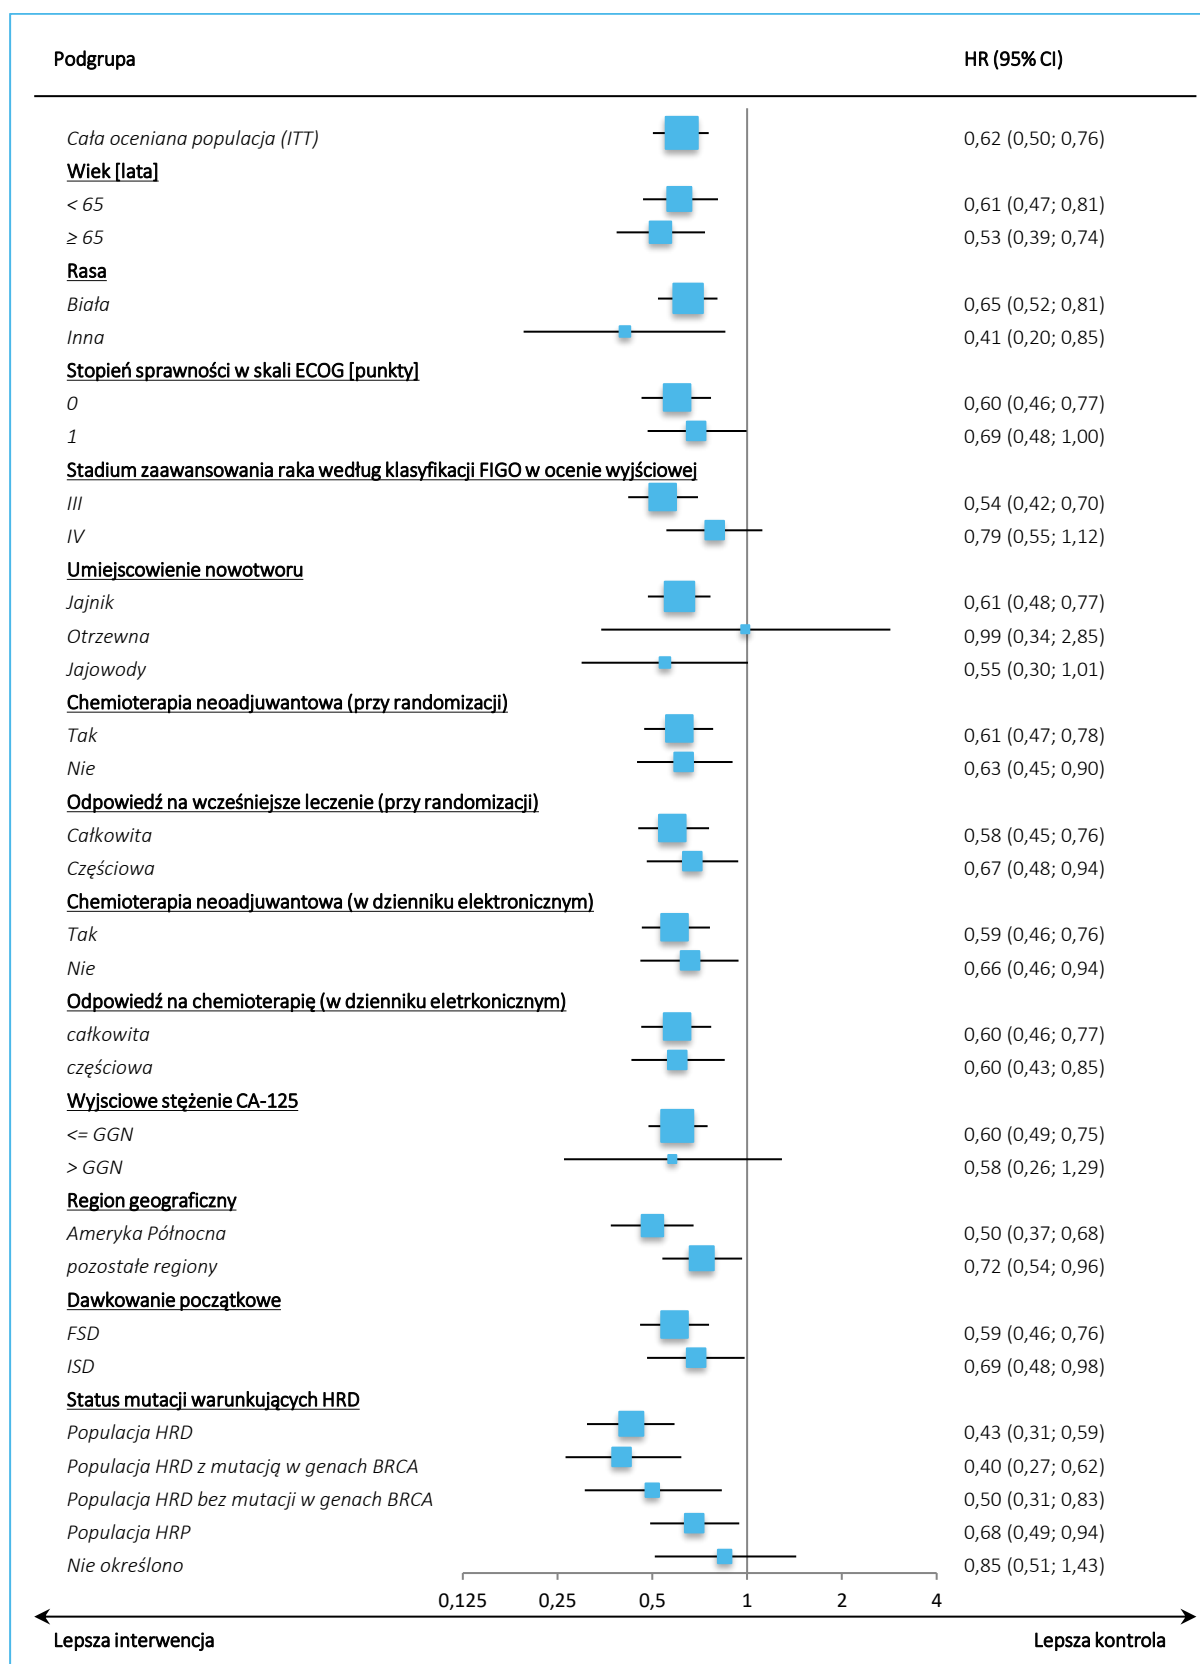 Podgrupa HR (95% CI)
Cała oceniana populacja (ITT) 0,62 (0,50; 0,76)
Wiek [lata]
< 65 0,61 (0,47; 0,81)
≥ 65 0,53 (0,39; 0,74)
Rasa
Biała 0,65 (0,52; 0,81)
Inna 0,41 (0,20; 0,85)
Stopień sprawności w skali ECOG [punkty]
0 0,60 (0,46; 0,77)
1 0,69 (0,48; 1,00)
Stadium zaawansowania raka według klasyfikacji FIGO w ocenie wyjściowej
III 0,54 (0,42; 0,70)
IV 0,79 (0,55; 1,12)
Umiejscowienie nowotworu
Jajnik 0,61 (0,48; 0,77)
Otrzewna 0,99 (0,34; 2,85)
Jajowody 0,55 (0,30; 1,01)
Chemioterapia neoadjuwantowa (przy randomizacji)
Tak 0,61 (0,47; 0,78)
Nie 0,63 (0,45; 0,90)
Odpowiedź na wcześniejsze leczenie (przy randomizacji)
Całkowita 0,58 (0,45; 0,76)
Częściowa 0,67 (0,48; 0,94)
Chemioterapia neoadjuwantowa (w dzienniku elektronicznym)
Tak 0,59 (0,46; 0,76)
Nie 0,66 (0,46; 0,94)
Odpowiedź na chemioterapię (w dzienniku eletrkonicznym)
całkowita 0,60 (0,46; 0,77)
częściowa 0,60 (0,43; 0,85)
Wyjsciowe stężenie CA-125
<= GGN 0,60 (0,49; 0,75)
> GGN 0,58 (0,26; 1,29)
Region geograficzny
Ameryka Północna 0,50 (0,37; 0,68)
pozostałe regiony 0,72 (0,54; 0,96)
Dawkowanie początkowe
FSD 0,59 (0,46; 0,76)
ISD 0,69 (0,48; 0,98)
Status mutacji warunkujących HRD
Populacja HRD 0,43 (0,31; 0,59)
Populacja HRD z mutacją w genach BRCA 0,40 (0,27; 0,62)
Populacja HRD bez mutacji w genach BRCA 0,50 (0,31; 0,83)
Populacja HRP 0,68 (0,49; 0,94)
Nie określono 0,85 (0,51; 1,43)
0,125 0,25 0,5 1 2 4
Lepsza interwencja Lepsza kontrola